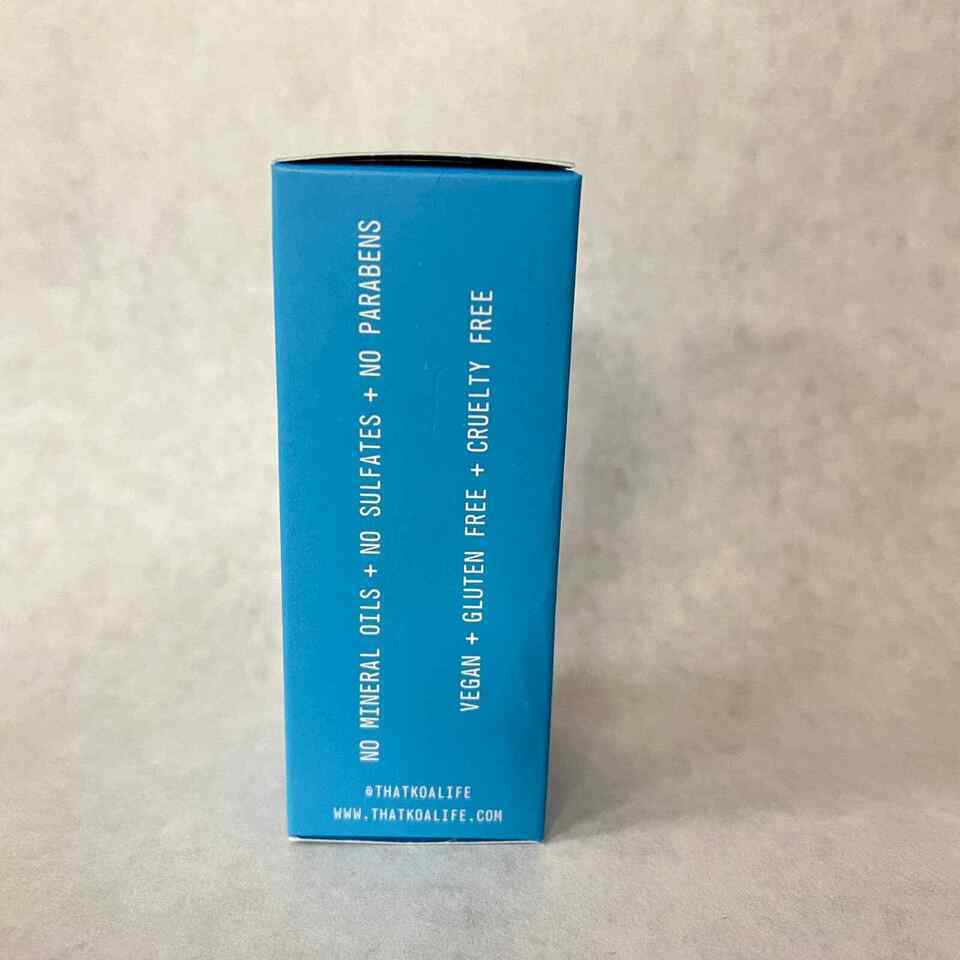 NO MINERAL OILS + NO SULFATES + NO PARABENS
VEGAN + GLUTEN FREE + CRUELTY FREE
@THATKOALIFE
WWW.THATKOALIFE.COM